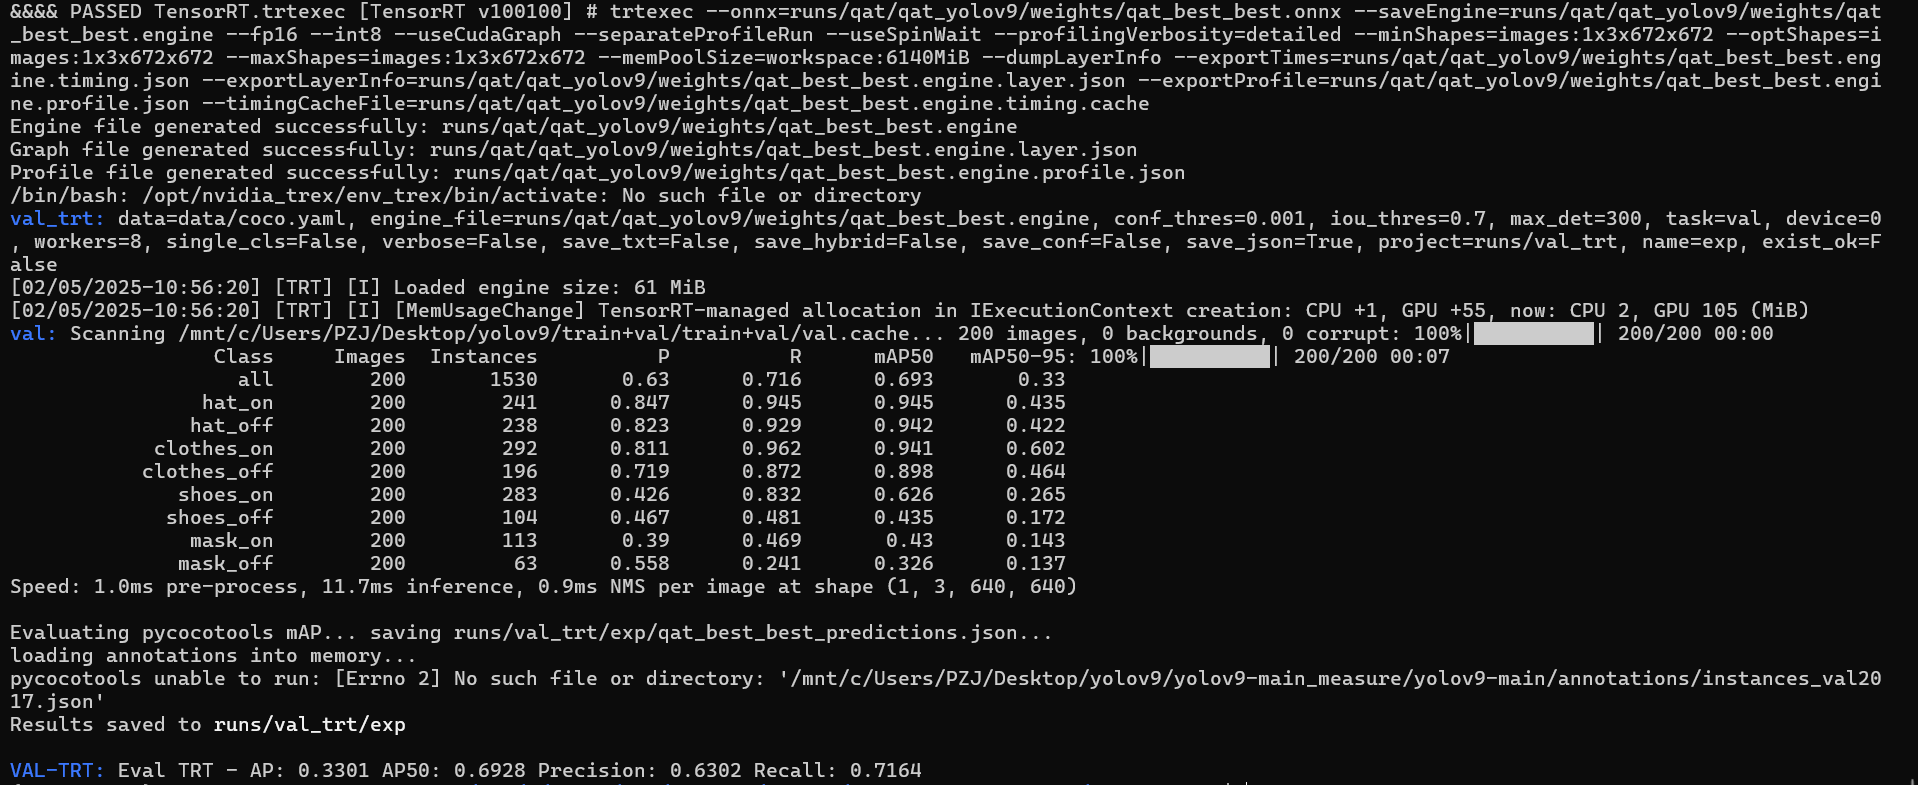 &&&& PASSED TensorRT.trtexec [TensorRT v100100] # trtexec --onnx=runs/qat/qat_yolov9/weights/qat_best_best.onnx --saveEngine=runs/qat/qat_yolov9/weights/qat
_best_best.engine --fp16 --int8 --useCudaGraph --separateProfileRun --useSpinWait --profilingVerbosity=detailed --minShapes=images:1x3x672x672 --optShapes=i
mages:1x3x672x672 --maxShapes=images:1x3x672x672 --memPoolSize=workspace:6140MiB --dumpLayerInfo --exportTimes=runs/qat/qat_yolov9/weights/qat_best_best.eng
ine.timing.json --exportLayerInfo=runs/qat/qat_yolov9/weights/qat_best_best.engine.layer.json --exportProfile=runs/qat/qat_yolov9/weights/qat_best_best.engi
ne.profile.json --timingCacheFile=runs/qat/qat_yolov9/weights/qat_best_best.engine.timing.cache
Engine file generated successfully: runs/qat/qat_yolov9/weights/qat_best_best.engine
Graph file generated successfully: runs/qat/qat_yolov9/weights/qat_best_best.engine.layer.json
Profile file generated successfully: runs/qat/qat_yolov9/weights/qat_best_best.engine.profile.json
/bin/bash: /opt/nvidia_trex/env_trex/bin/activate: No such file or directory
val_trt: data=data/coco.yaml, engine_file=runs/qat/qat_yolov9/weights/qat_best_best.engine, conf_thres=0.001, iou_thres=0.7, max_det=300, task=val, device=0
, workers=8, single_cls=False, verbose=False, save_txt=False, save_hybrid=False, save_conf=False, save_json=True, project=runs/val_trt, name=exp, exist_ok=F
alse
[02/05/2025-10:56:20] [TRT] [I] Loaded engine size: 61 MiB
[02/05/2025-10:56:20] [TRT] [I] [MemUsageChange] TensorRT-managed allocation in IExecutionContext creation: CPU +1, GPU +55, now: CPU 2, GPU 105 (MiB)
val: Scanning /mnt/c/Users/PZJ/Desktop/yolov9/train+val/train+val/val.cache... 200 images, 0 backgrounds, 0 corrupt: 100%|██████████| 200/200 00:00
Class Images Instances P R mAP50 mAP50-95: 100%|██████████| 200/200 00:07
all 200 1530 0.63 0.716 0.693 0.33
hat_on 200 241 0.847 0.945 0.945 0.435
hat_off 200 238 0.823 0.929 0.942 0.422
clothes_on 200 292 0.811 0.962 0.941 0.602
clothes_off 200 196 0.719 0.872 0.898 0.464
shoes_on 200 283 0.426 0.832 0.626 0.265
shoes_off 200 104 0.467 0.481 0.435 0.172
mask_on 200 113 0.39 0.469 0.43 0.143
mask_off 200 63 0.558 0.241 0.326 0.137
Speed: 1.0ms pre-process, 11.7ms inference, 0.9ms NMS per image at shape (1, 3, 640, 640)
Evaluating pycocotools mAP... saving runs/val_trt/exp/qat_best_best_predictions.json...
loading annotations into memory...
pycocotools unable to run: [Errno 2] No such file or directory: '/mnt/c/Users/PZJ/Desktop/yolov9/yolov9-main_measure/yolov9-main/annotations/instances_val20
17.json'
Results saved to runs/val_trt/exp
VAL-TRT: Eval TRT - AP: 0.3301 AP50: 0.6928 Precision: 0.6302 Recall: 0.7164